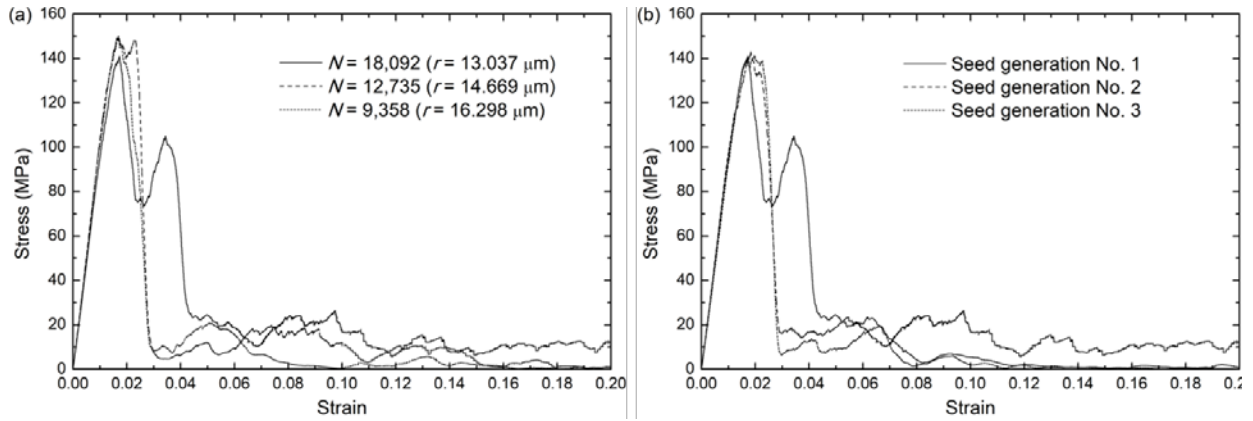 (a)
160
140
120
100
80
60
40
20
0
Stress (MPa)
N = 18,092 (r = 13.037 μm)
N = 12,735 (r = 14.669 μm)
N = 9,358 (r = 16.298 μm)
0.00 0.02 0.04 0.06 0.08 0.10 0.12 0.14 0.16 0.18 0.20
Strain
(b)
160
140
120
100
80
60
40
20
0
Stress (MPa)
Seed generation No. 1
Seed generation No. 2
Seed generation No. 3
0.00 0.02 0.04 0.06 0.08 0.10 0.12 0.14 0.16 0.18 0.2
Strain